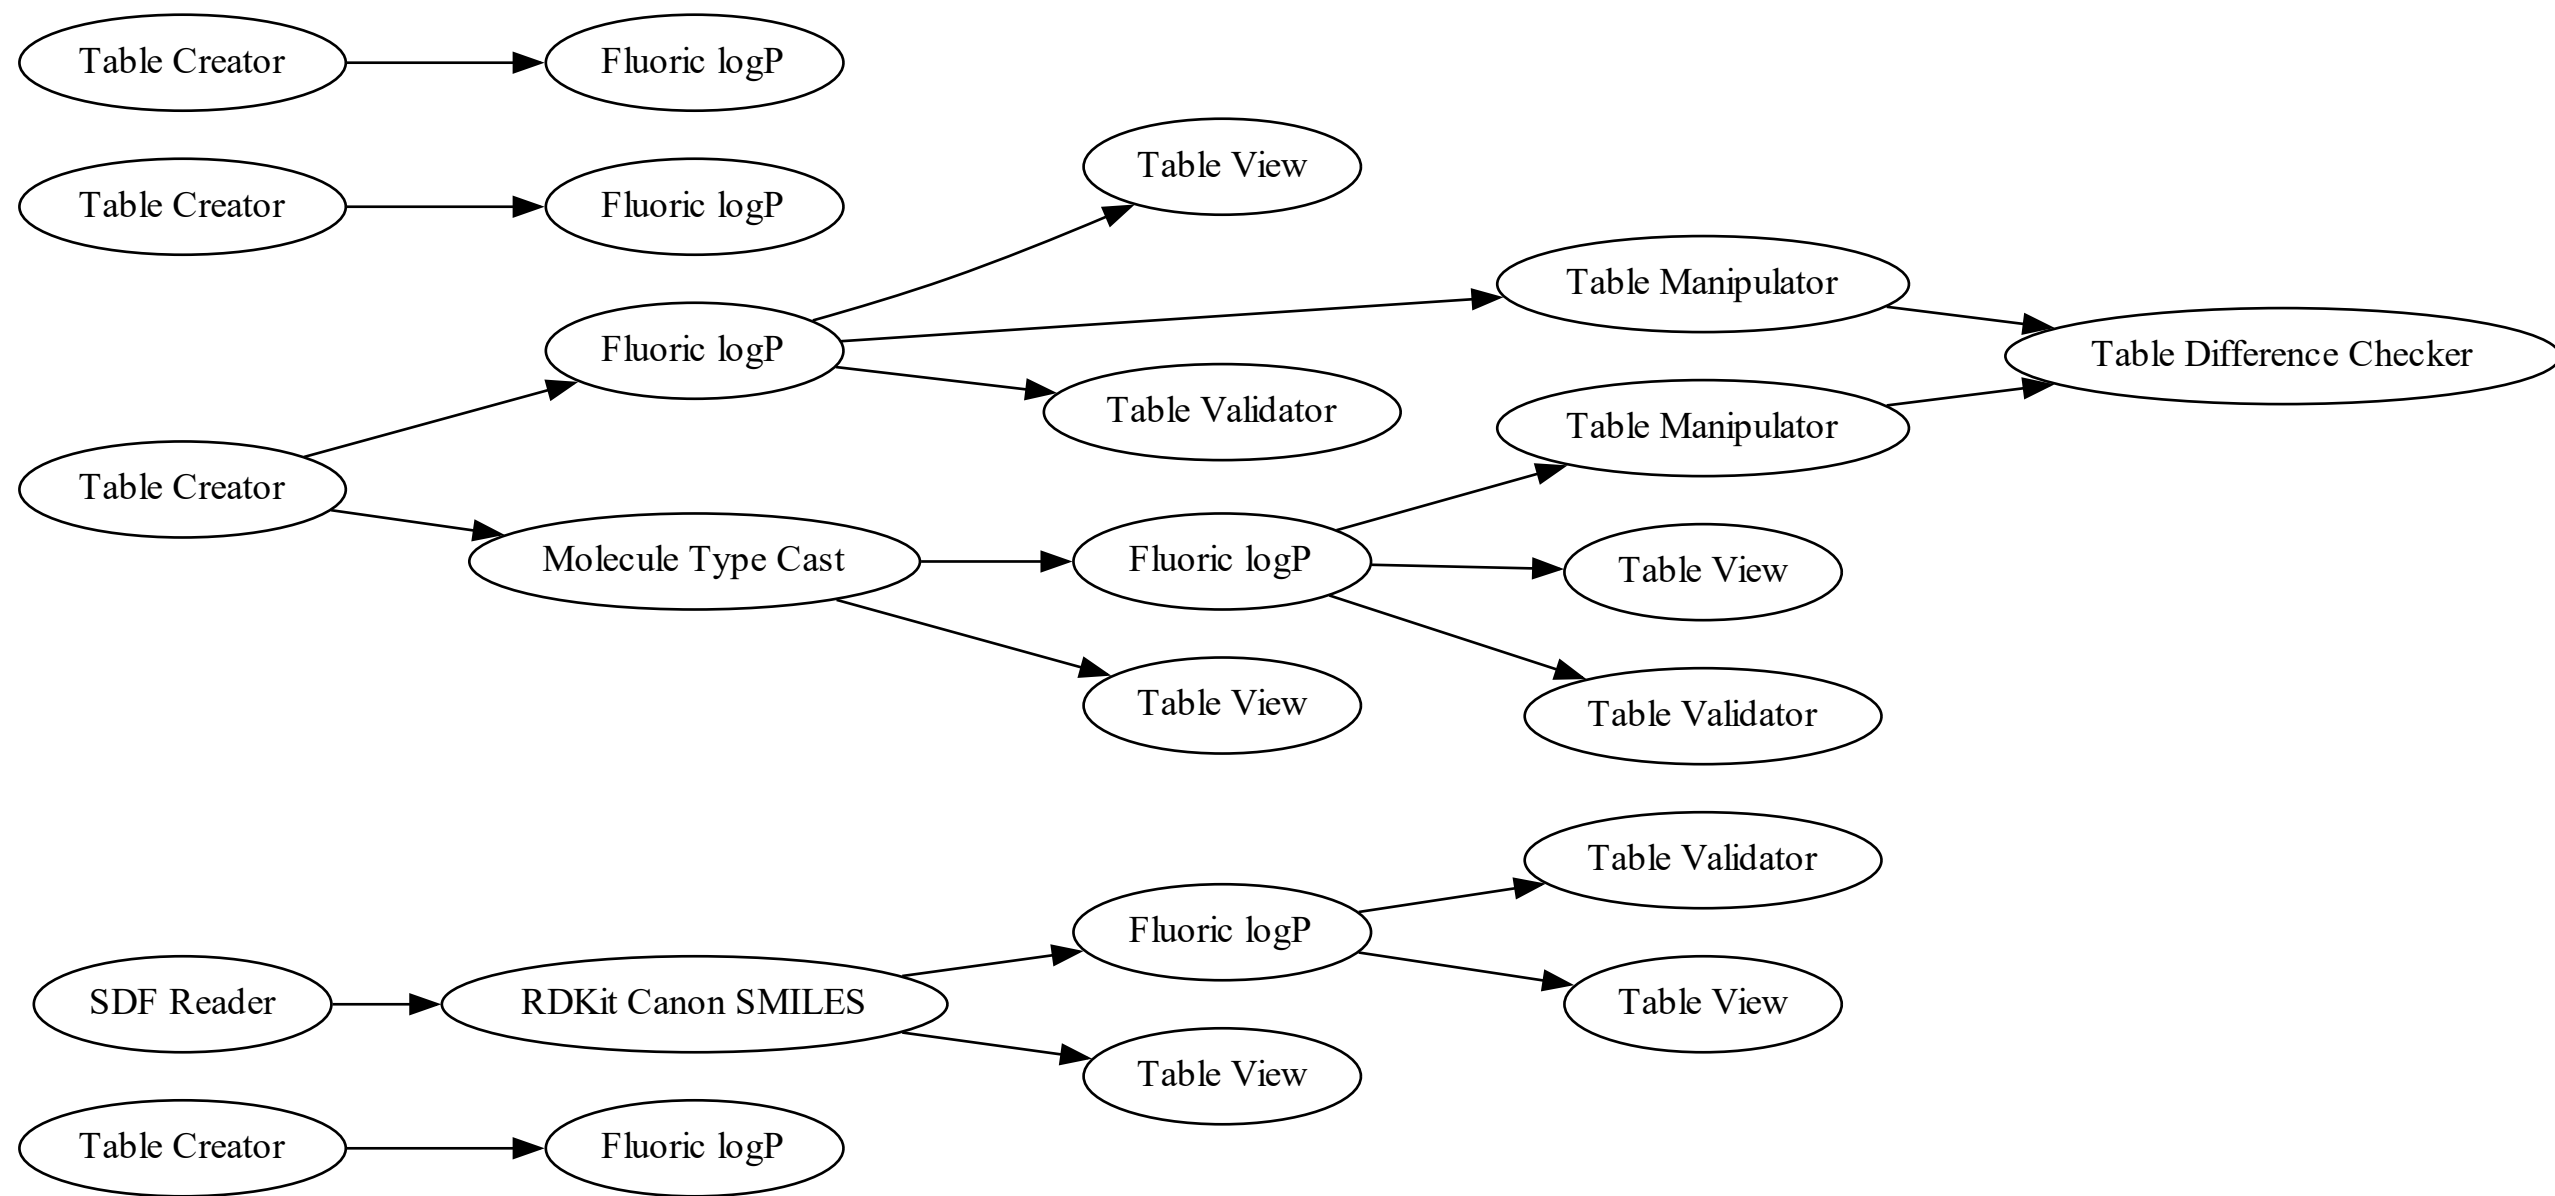 Table Creator
Fluoric logP
Table Creator
Fluoric logP
Table View
Table Manipulator
Fluoric logP
Table Difference Checker
Table Validator
Table Manipulator
Table Creator
Molecule Type Cast
Fluoric logP
Table View
Table View
Table Validator
Table Validator
Fluoric logP
SDF Reader
RDKit Canon SMILES
Table View
Table View
Table Creator
Fluoric logP